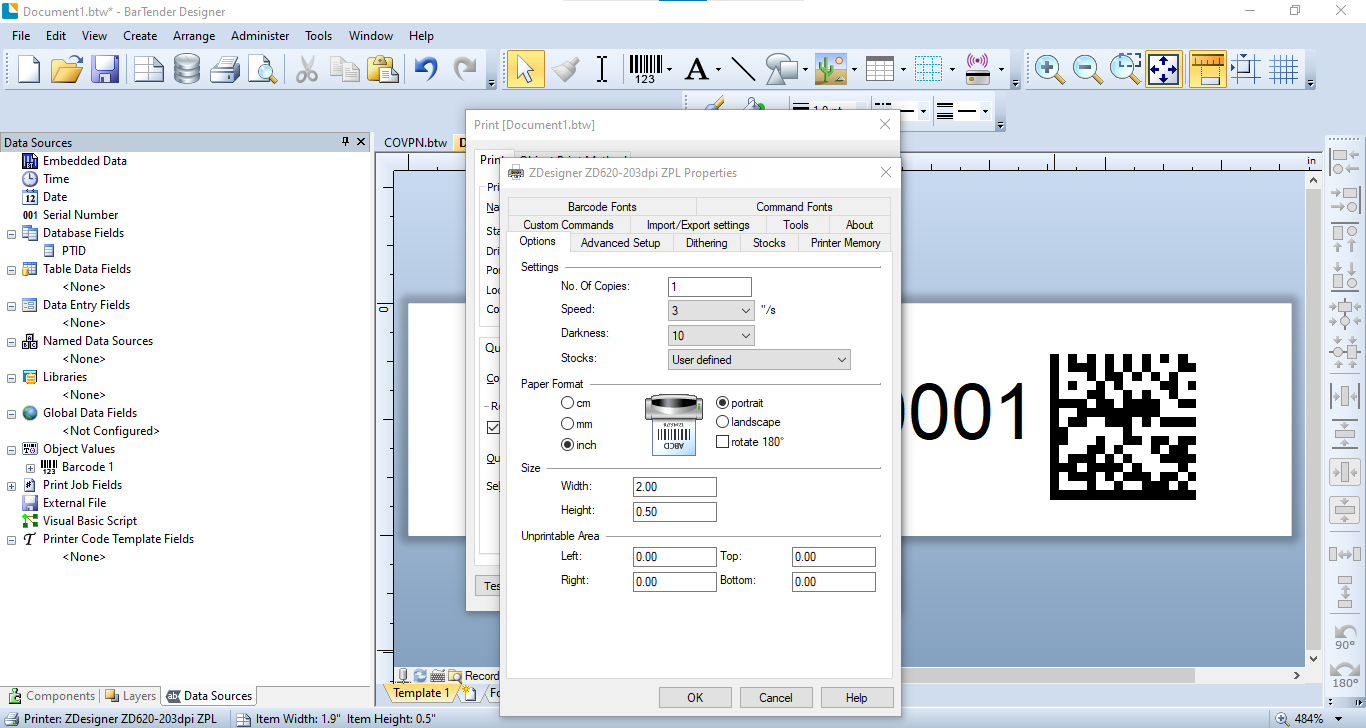 Document1.btw* - BarTender Designer
File Edit View Create Arrange Administer Tools Window Help
123
Data Sources
Embedded Data
Time
Date
001 Serial Number
Database Fields
PTID
Table Data Fields
<None>
Data Entry Fields
<None>
Named Data Sources
<None>
Libraries
<None>
Global Data Fields
<Not Configured>
Object Values
Barcode 1
Print Job Fields
External File
Visual Basic Script
Printer Code Template Fields
<None>
Components Layers Data Sources
COVPN.btw
Print [Document1.btw]
ZDesigner ZD620-203dpi ZPL Properties
Barcode Fonts Command Fonts
Custom Commands Import/Export settings Tools About
Options Advanced Setup Dithering Stocks Printer Memory
Settings
No. Of Copies: 1
Speed: 3 "/s
Darkness: 10
Stocks: User defined
Paper Format
cm
mm
inch
portrait
landscape
rotate 180°
ABCD
Size
Width: 2.00
Height: 0.50
Unprintable Area
Left: 0.00 Top: 0.00
Right: 0.00 Bottom: 0.00
OK Cancel Help
in
0
0001
90°
180°
Record
Template 1
Printer: ZDesigner ZD620-203dpi ZPL Item Width: 1.9" Item Height: 0.5"
484%